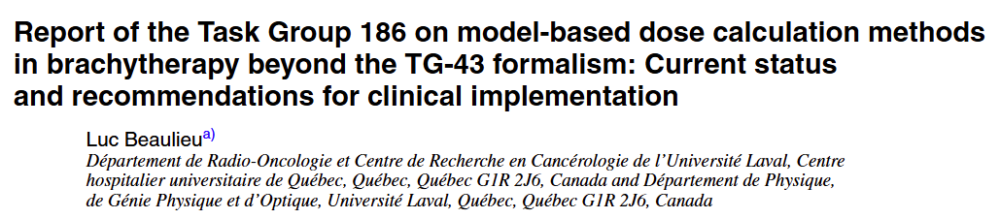 Report of the Task Group 186 on model-based dose calculation methods
in brachytherapy beyond the TG-43 formalism: Current status
and recommendations for clinical implementation
Luc Beaulieua)
Département de Radio-Oncologie et Centre de Recherche en Cancérologie de l’Université Laval, Centre
hospitalier universitaire de Québec, Québec, Québec G1R 2J6, Canada and Département de Physique,
de Génie Physique et d’Optique, Université Laval, Québec, Québec G1R 2J6, Canada